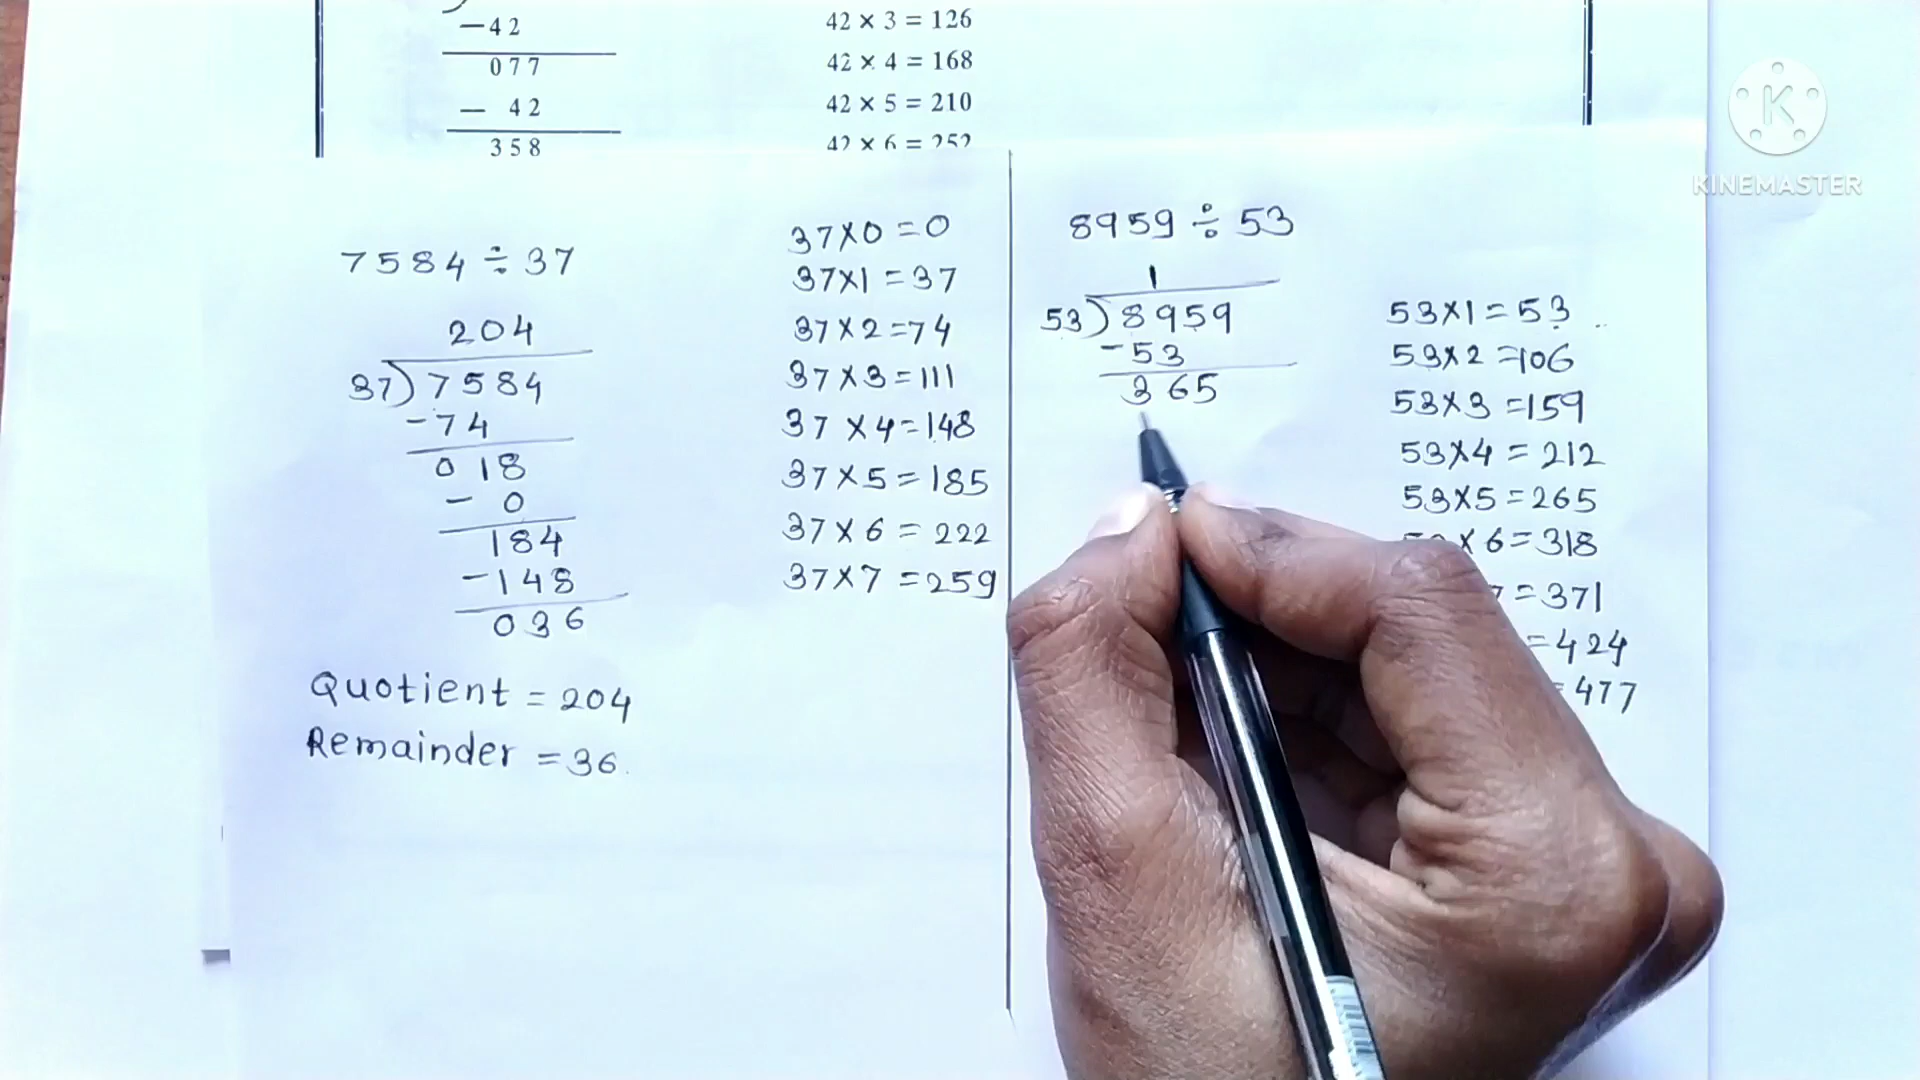 −42
077
− 42
358
42 × 3 = 126
42 × 4 = 168
42 × 5 = 210
42 × 6 = 252
K
KINEMASTER
7584 ÷ 37
204
37)7584
−74
018
− 0
184
−148
036
Quotient = 204
Remainder = 36.
37×0 = 0
37×1 = 37
37×2 = 74
37×3 = 111
37×4 = 148
37×5 = 185
37×6 = 222
37×7 = 259
8959 ÷ 53
1
53)8959
−53
365
53×1 = 53
53×2 = 106
53×3 = 159
53×4 = 212
53×5 = 265
×6 = 318
= 371
= 424
= 477